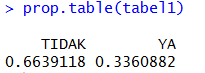 > prop.table(tabel1)
TIDAK YA
0.6639118 0.3360882